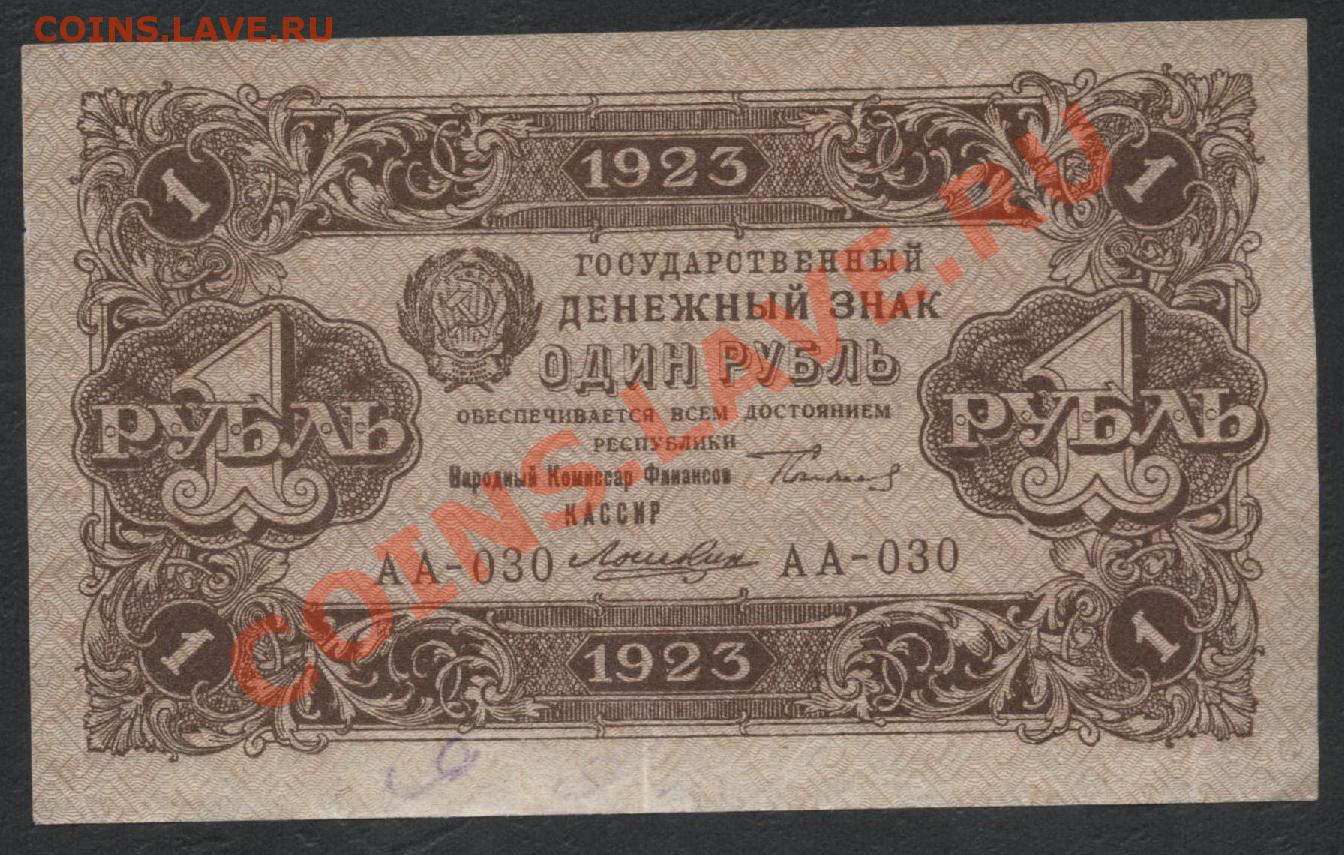 COINS.LAVE.RU
1 1923 1
ГОСУДАРСТВЕННЫЙ
ДЕНЕЖНЫЙ ЗНАК
ОДИН РУБЛЬ
1 РУБЛЬ
1 РУБЛЬ
ОБЕСПЕЧИВАЕТСЯ ВСЕМ ДОСТОЯНИЕМ
РЕСПУБЛИКИ
Народный Комиссар Финансов
КАССИР
АА-030 АА-030
1 1923 1
COINS.LAVE.RU